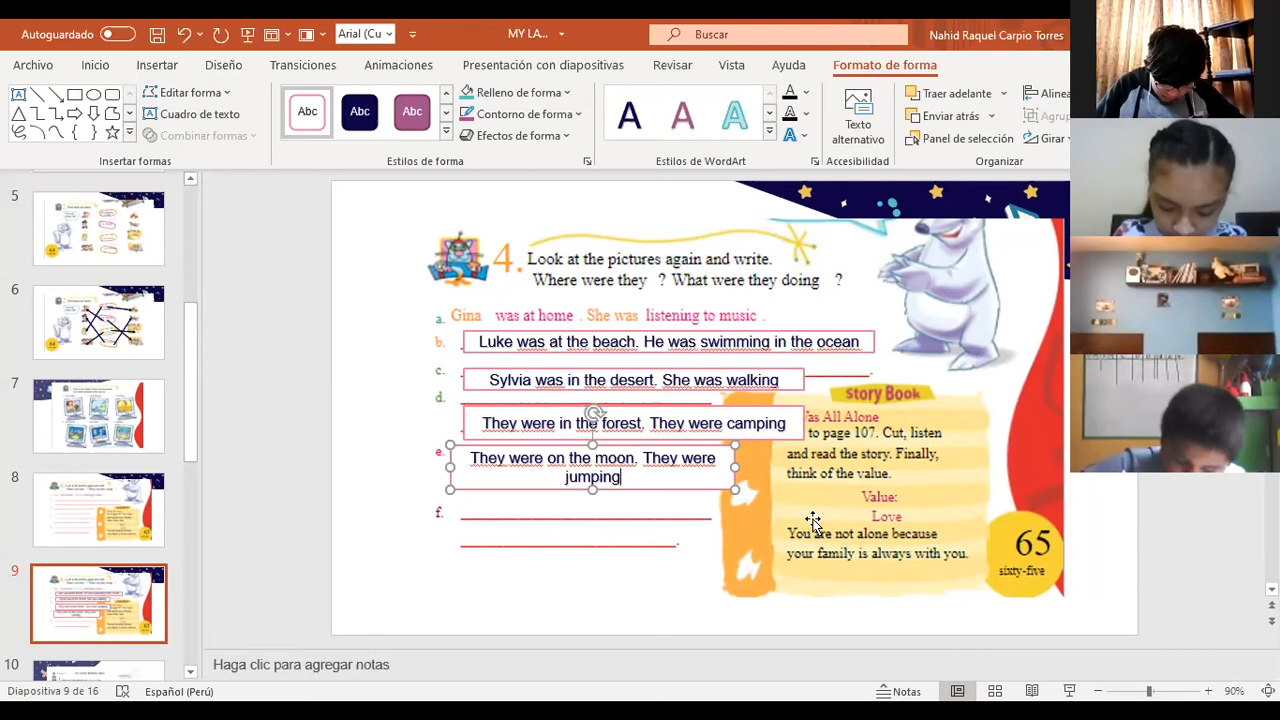 Autoguardado
Arial (Cu
MY LA...
Buscar
Nahid Raquel Carpio Torres
Archivo
Inicio
Insertar
Diseño
Transiciones
Animaciones
Presentación con diapositivas
Revisar
Vista
Ayuda
Formato de forma
Editar forma
Cuadro de texto
Combinar formas
Insertar formas
Abc
Abc
Abc
Relleno de forma
Contorno de forma
Efectos de forma
Estilos de forma
A
A
A
Estilos de WordArt
Texto
alternativo
Accesibilidad
Traer adelante
Enviar atrás
Panel de selección
Alinea
Agrup
Girar
Organizar
5
6
7
8
9
10
4. Look at the pictures again and write.
Where were they ? What were they doing ?
a. Gina was at home . She was listening to music .
b. Luke was at the beach. He was swimming in the ocean
c. Sylvia was in the desert. She was walking
d.
They were in the forest. They were camping
e. They were on the moon. They were
jumping
f.
Story Book
Was All Alone
to page 107. Cut, listen
and read the story. Finally,
think of the value.
Value:
Love
You are not alone because
your family is always with you.
65
sixty-five
Haga clic para agregar notas
Diapositiva 9 de 16
Español (Perú)
Notas
90%